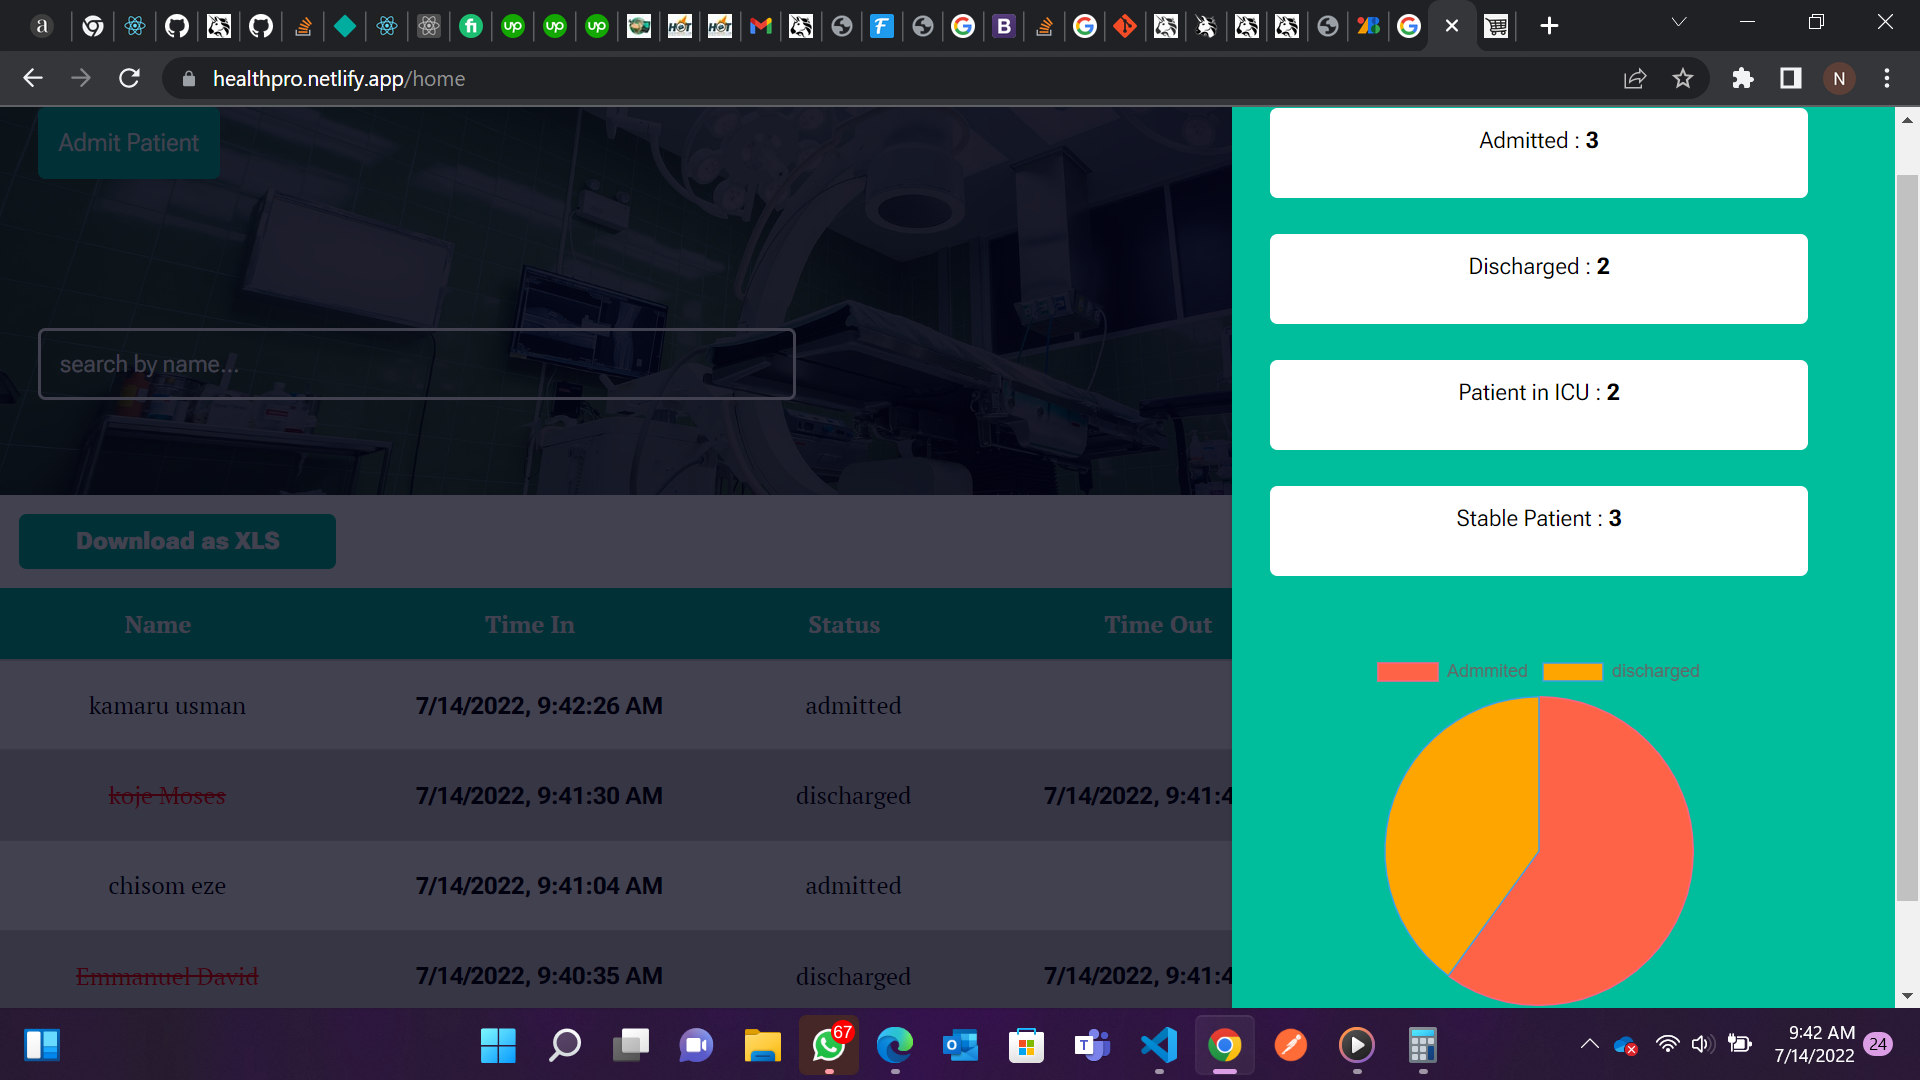 healthpro.netlify.app/home
N
Admit Patient
search by name...
Download as XLS
Name Time In Status Time Out
kamaru usman 7/14/2022, 9:42:26 AM admitted
koje Moses 7/14/2022, 9:41:30 AM discharged 7/14/2022, 9:41:4
chisom eze 7/14/2022, 9:41:04 AM admitted
Emmanuel David 7/14/2022, 9:40:35 AM discharged 7/14/2022, 9:41:4
Admitted : 3
Discharged : 2
Patient in ICU : 2
Stable Patient : 3
Admmited discharged
67
9:42 AM
7/14/2022
24